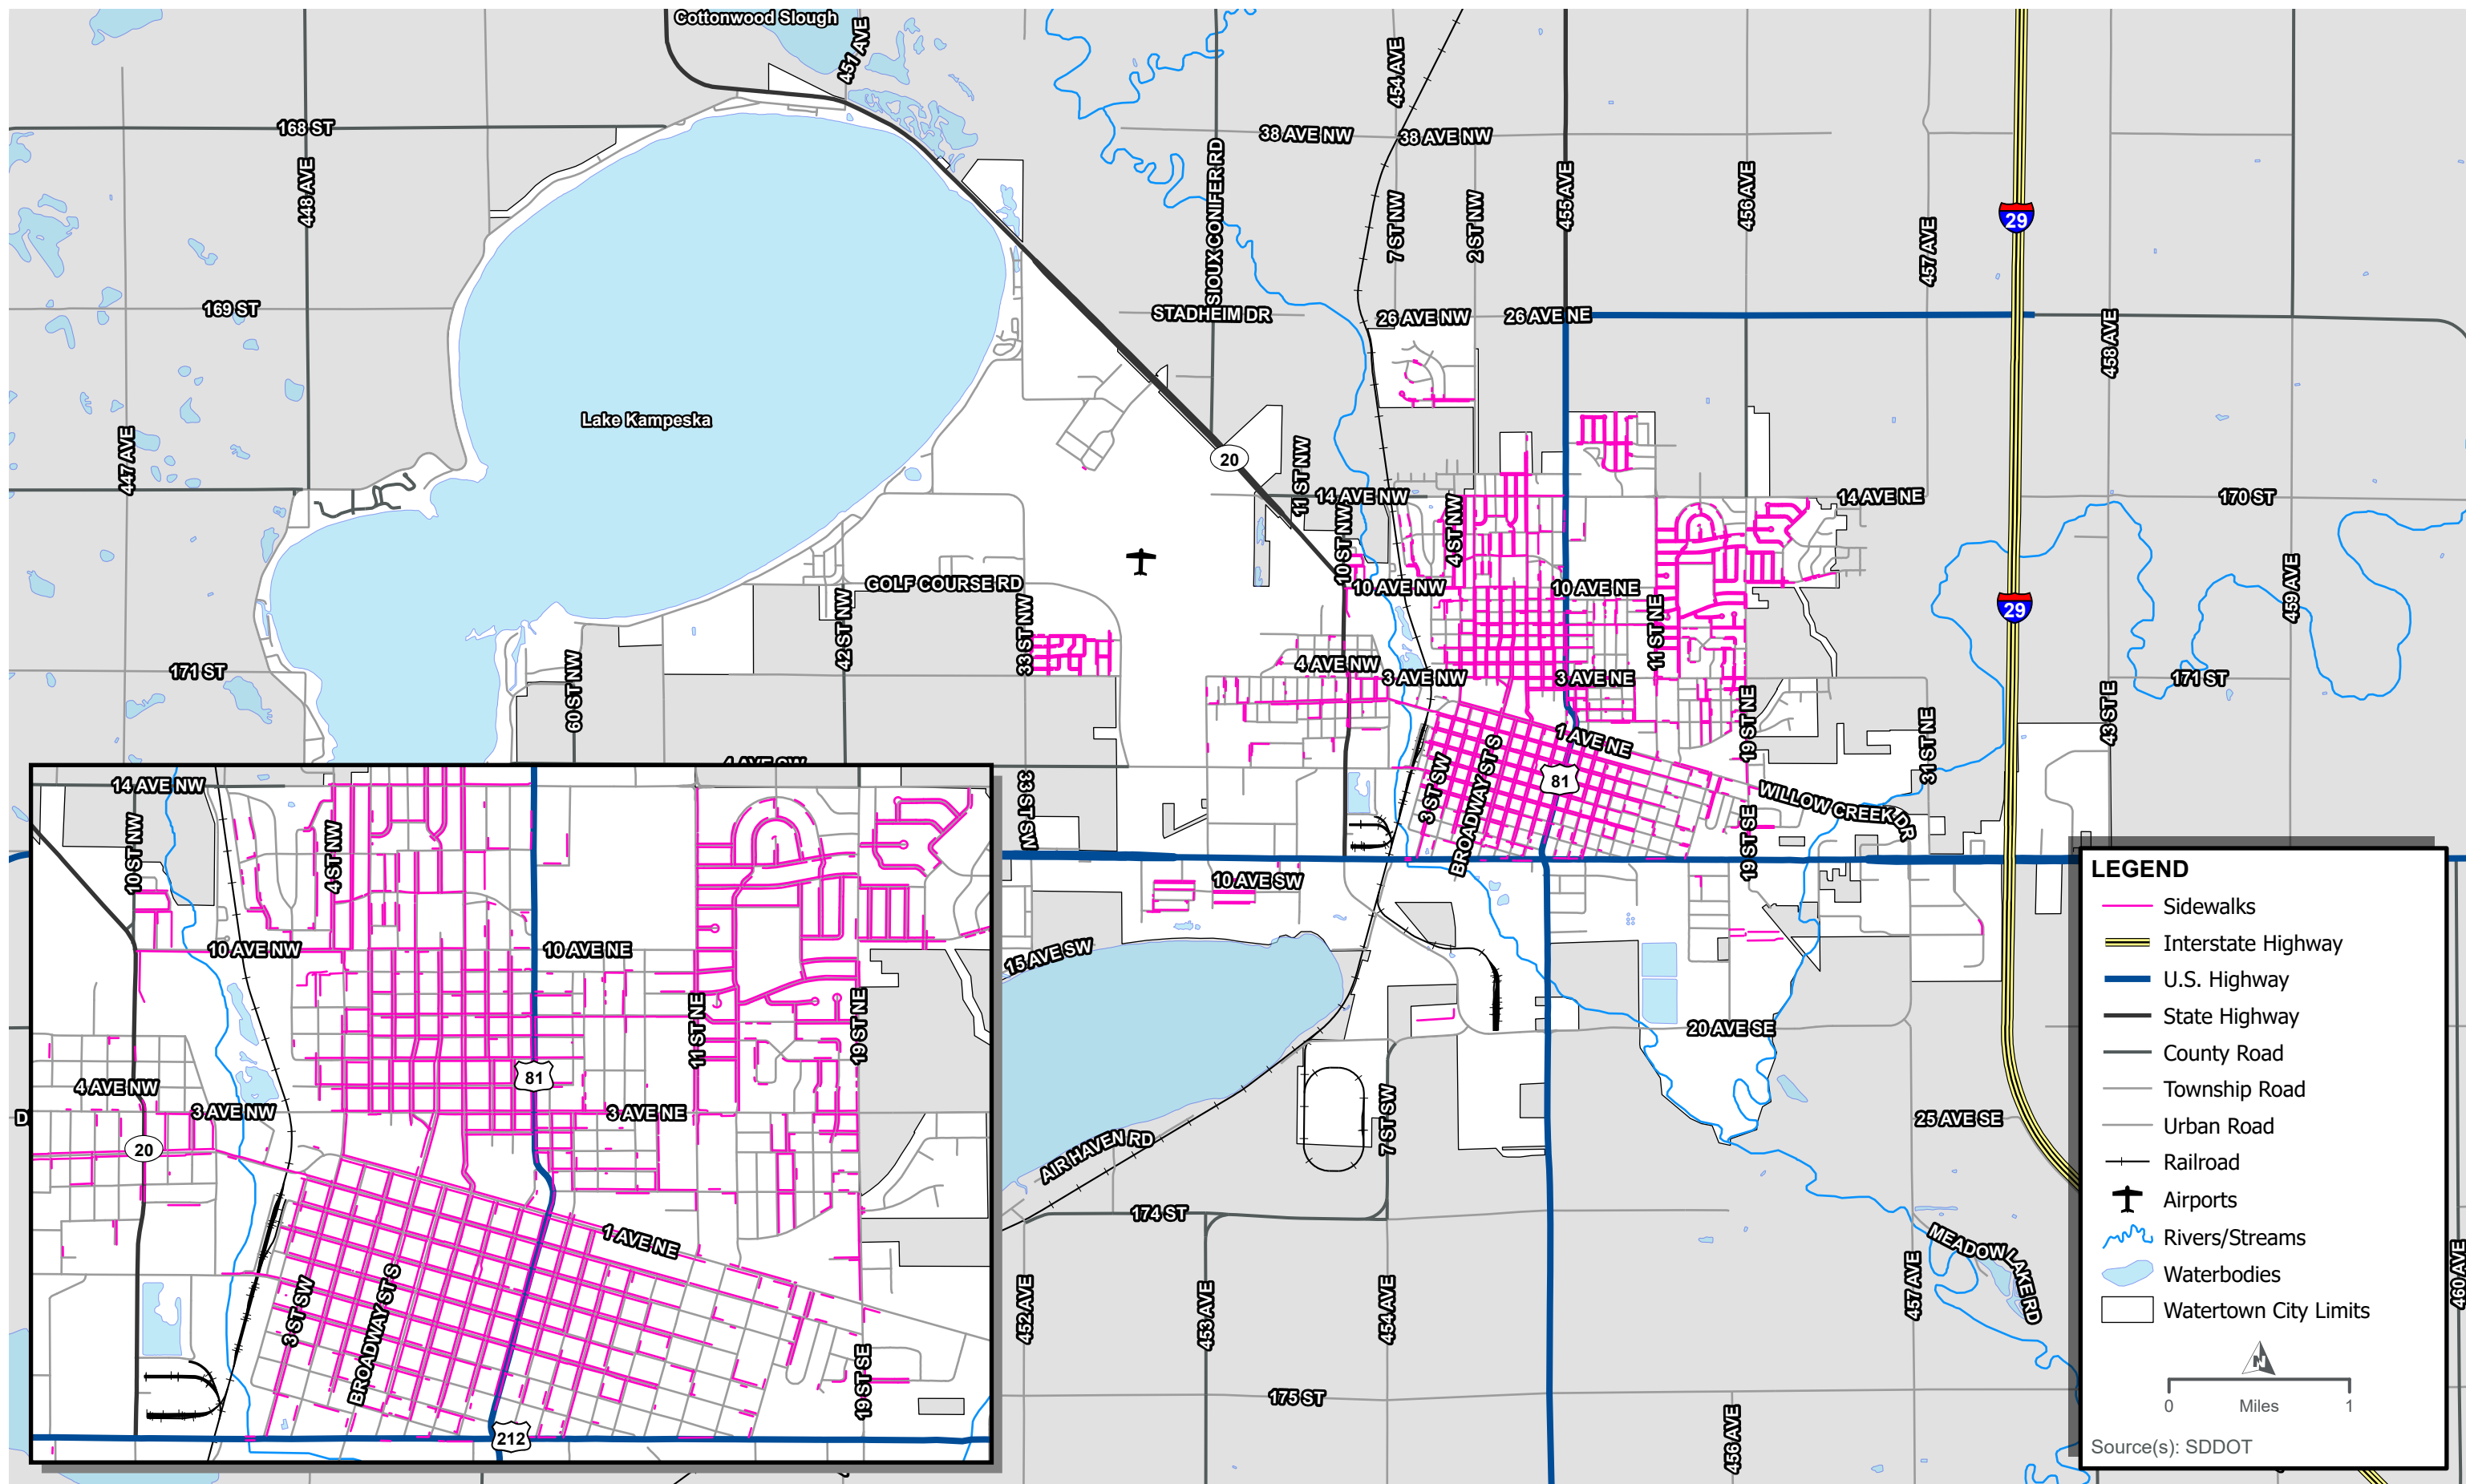 Cottonwood Slough
451 AVE
454 AVE
168 ST
448 AVE
38 AVE NW
38 AVE NW
SIOUX CONIFER RD
7 ST NW
2 ST NW
455 AVE
456 AVE
457 AVE
29
169 ST
STADHEIM DR
26 AVE NW
26 AVE NE
458 AVE
Lake Kampeska
447 AVE
20
11 ST NW
14 AVE NW
4 ST NW
14 AVE NE
170 ST
10 ST NW
GOLF COURSE RD
10 AVE NW
10 AVE NE
29
459 AVE
42 ST NW
33 ST NW
11 ST NE
171 ST
60 ST NW
4 AVE NW
3 AVE NW
3 AVE NE
171 ST
43 ST E
19 ST NE
31 ST NE
1 AVE NE
3 ST SW
BROADWAY ST S
81
33 ST SW
WILLOW CREEK DR
19 ST SE
10 AVE SW
15 AVE SW
20 AVE SE
25 AVE SE
7 ST SW
AIR HAVEN RD
174 ST
MEADOW LAKE RD
452 AVE
453 AVE
454 AVE
457 AVE
460 AVE
175 ST
456 AVE
14 AVE NW
10 ST NW
4 ST NW
10 AVE NW
10 AVE NE
11 ST NE
19 ST NE
81
4 AVE NW
3 AVE NW
3 AVE NE
20
1 AVE NE
3 ST SW
BROADWAY ST S
19 ST SE
212
LEGEND
Sidewalks
Interstate Highway
U.S. Highway
State Highway
County Road
Township Road
Urban Road
Railroad
Airports
Rivers/Streams
Waterbodies
Watertown City Limits
N
0 Miles 1
Source(s): SDDOT